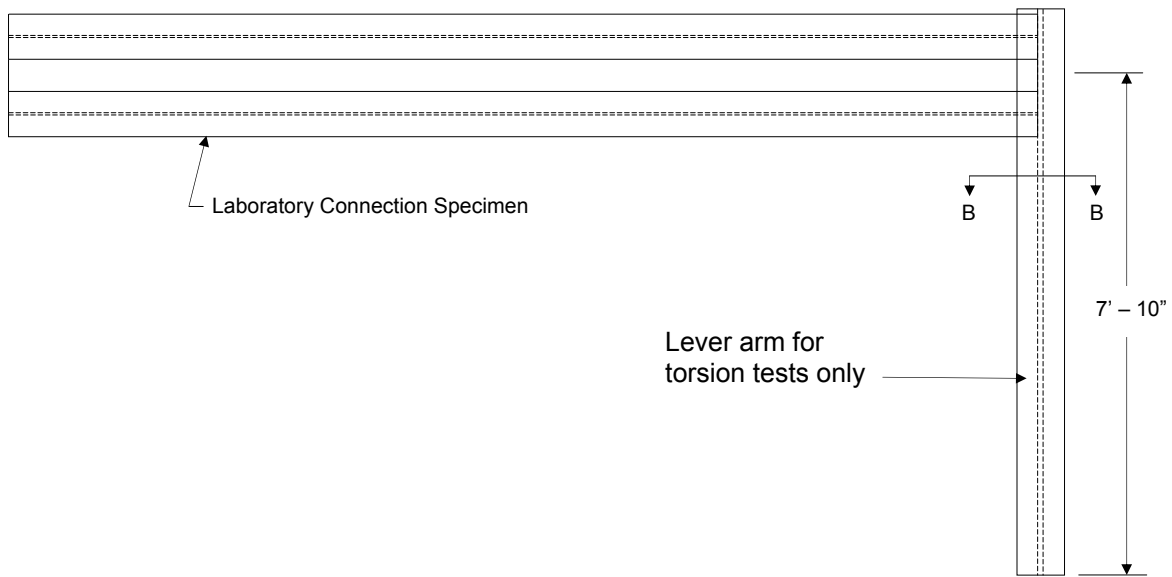 Laboratory Connection Specimen
B B
7’ – 10”
Lever arm for
torsion tests only